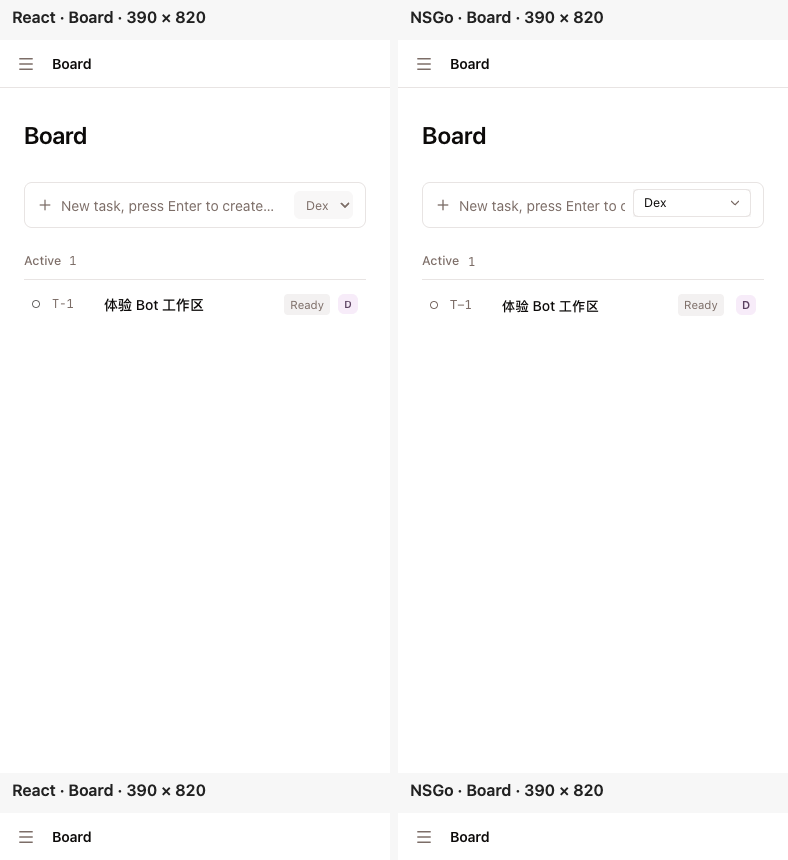 React · Board · 390 × 820
Board
Board
New task, press Enter to create...
Dex
Active 1
T-1 体验 Bot 工作区 Ready D
NSGo · Board · 390 × 820
Board
Board
New task, press Enter to c
Dex
Active 1
T-1 体验 Bot 工作区 Ready D
React · Board · 390 × 820
Board
NSGo · Board · 390 × 820
Board